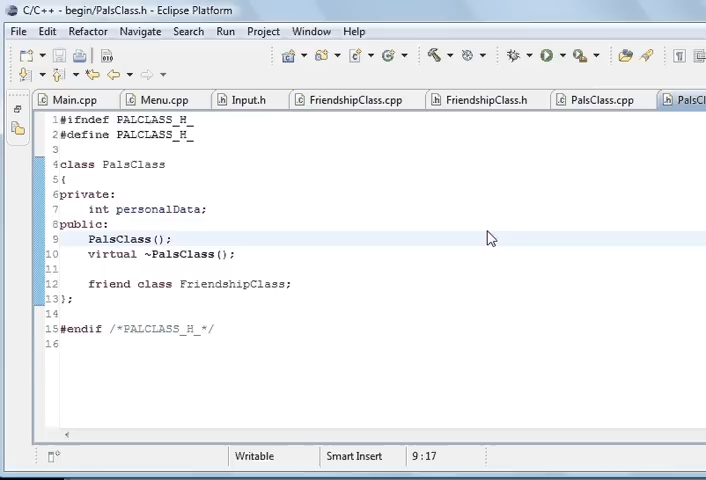 C/C++ - begin/PalsClass.h - Eclipse Platform
File Edit Refactor Navigate Search Run Project Window Help
Main.cpp Menu.cpp Input.h FriendshipClass.cpp FriendshipClass.h PalsClass.cpp PalsCl
1 #ifndef PALCLASS_H_
2 #define PALCLASS_H_
3
4 class PalsClass
5 {
6 private:
7 int personalData;
8 public:
9 PalsClass();
10 virtual ~PalsClass();
11
12 friend class FriendshipClass;
13 };
14
15 #endif /*PALCLASS_H_*/
16
Writable Smart Insert 9 : 17